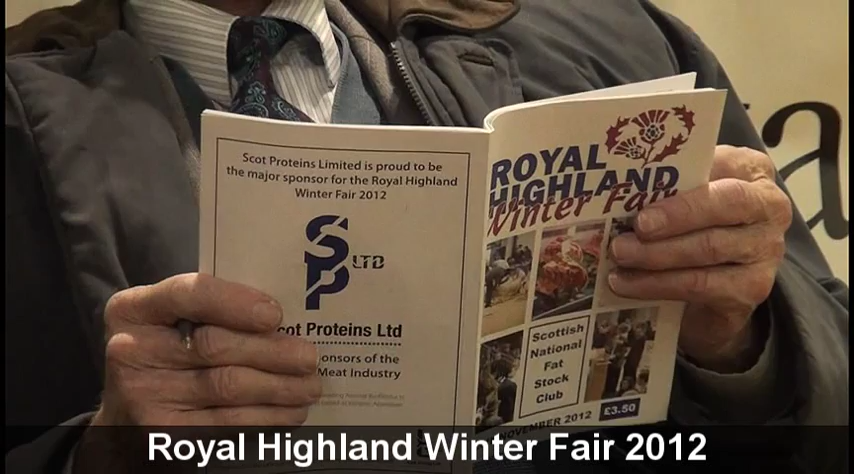 Scot Proteins Limited is proud to be
the major sponsor for the Royal Highland
Winter Fair 2012
SP LTD
cot Proteins Ltd
onsors of the
Meat Industry
ROYAL
HIGHLAND
Winter Fair
Scottish
National
Fat
Stock
Club
NOVEMBER 2012 £3.50
Royal Highland Winter Fair 2012